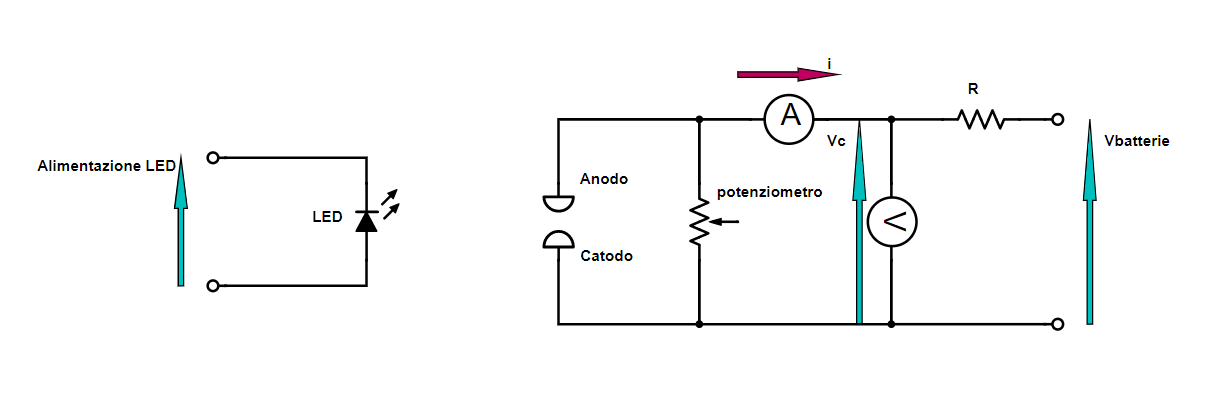 Alimentazione LED
LED
Anodo
Catodo
potenziometro
i
A
Vc
V
R
Vbatterie